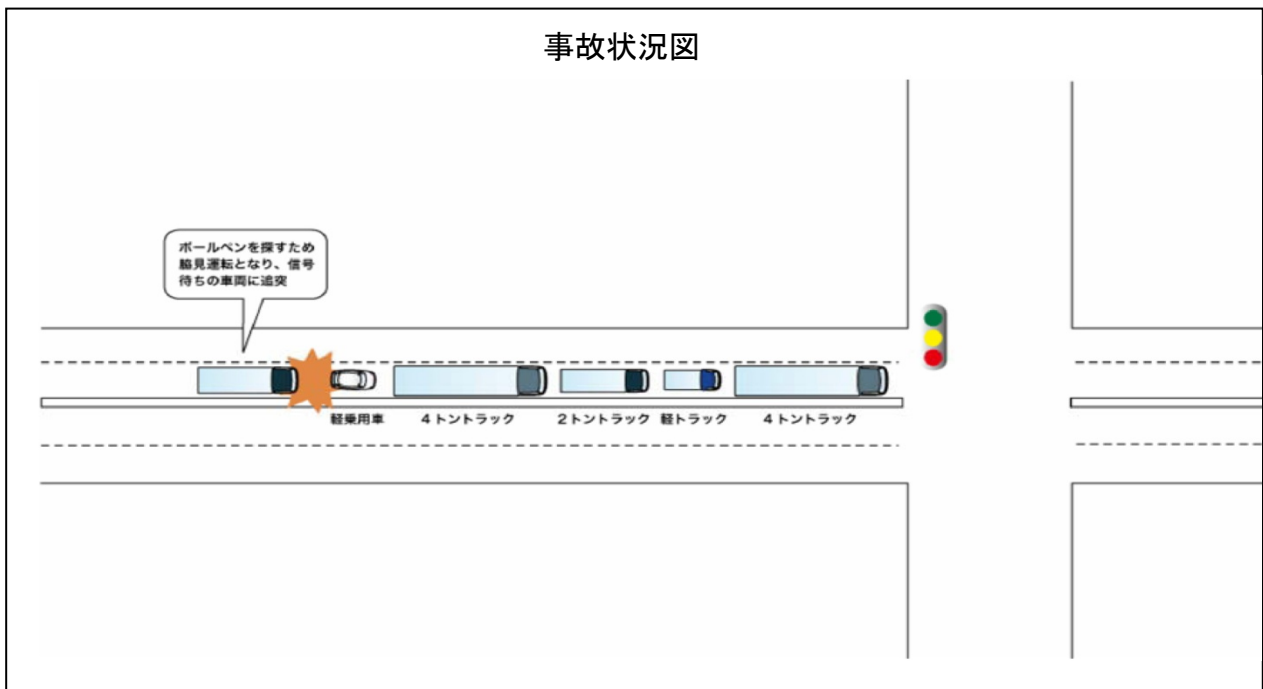 事故状況図
ボールペンを探すため
脇見運転となり、信号
待ちの車両に追突
軽乗用車 4トントラック 2トントラック 軽トラック 4トントラック